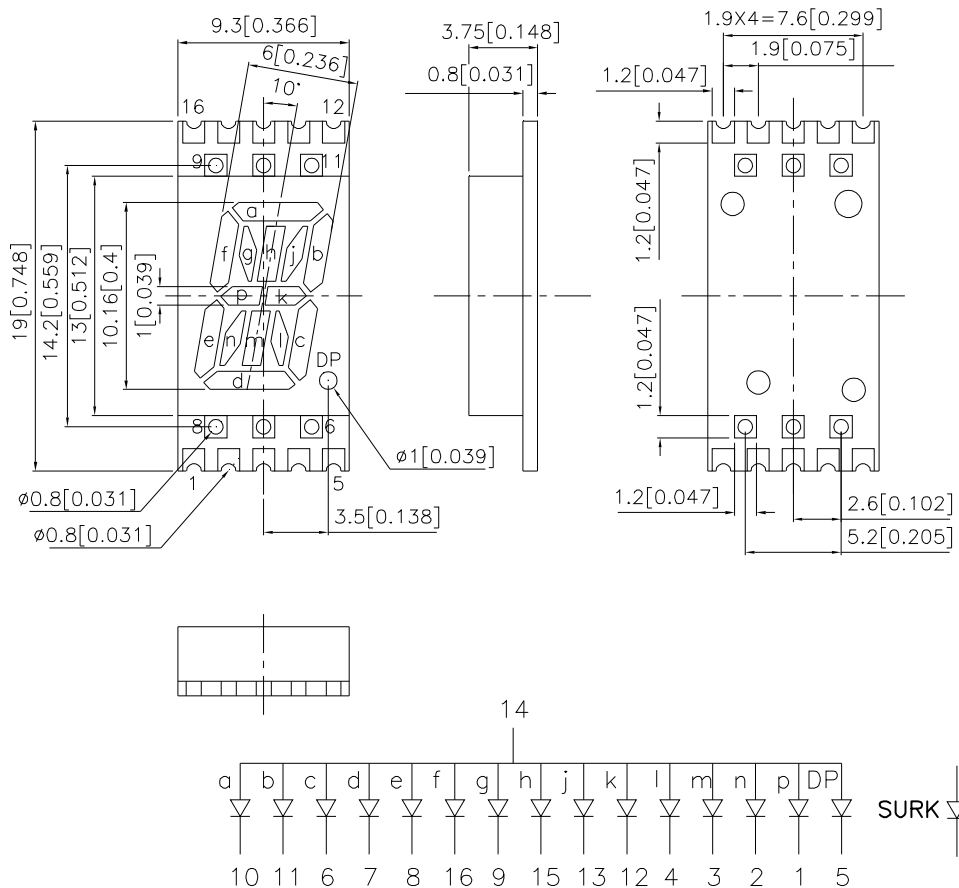 9.3[0.366]
6[0.236]
10°
16
12
9
11
a
f
g
h
j
b
p
k
e
n
m
l
c
d
DP
8
6
1
5
19[0.748]
14.2[0.559]
13[0.512]
10.16[0.4]
1[0.039]
ø0.8[0.031]
ø0.8[0.031]
ø1[0.039]
3.5[0.138]
3.75[0.148]
0.8[0.031]
1.9X4=7.6[0.299]
1.9[0.075]
1.2[0.047]
1.2[0.047]
1.2[0.047]
1.2[0.047]
2.6[0.102]
5.2[0.205]
14
a b c d e f g h j k l m n p DP
SURK
10 11 6 7 8 16 9 15 13 12 4 3 2 1 5